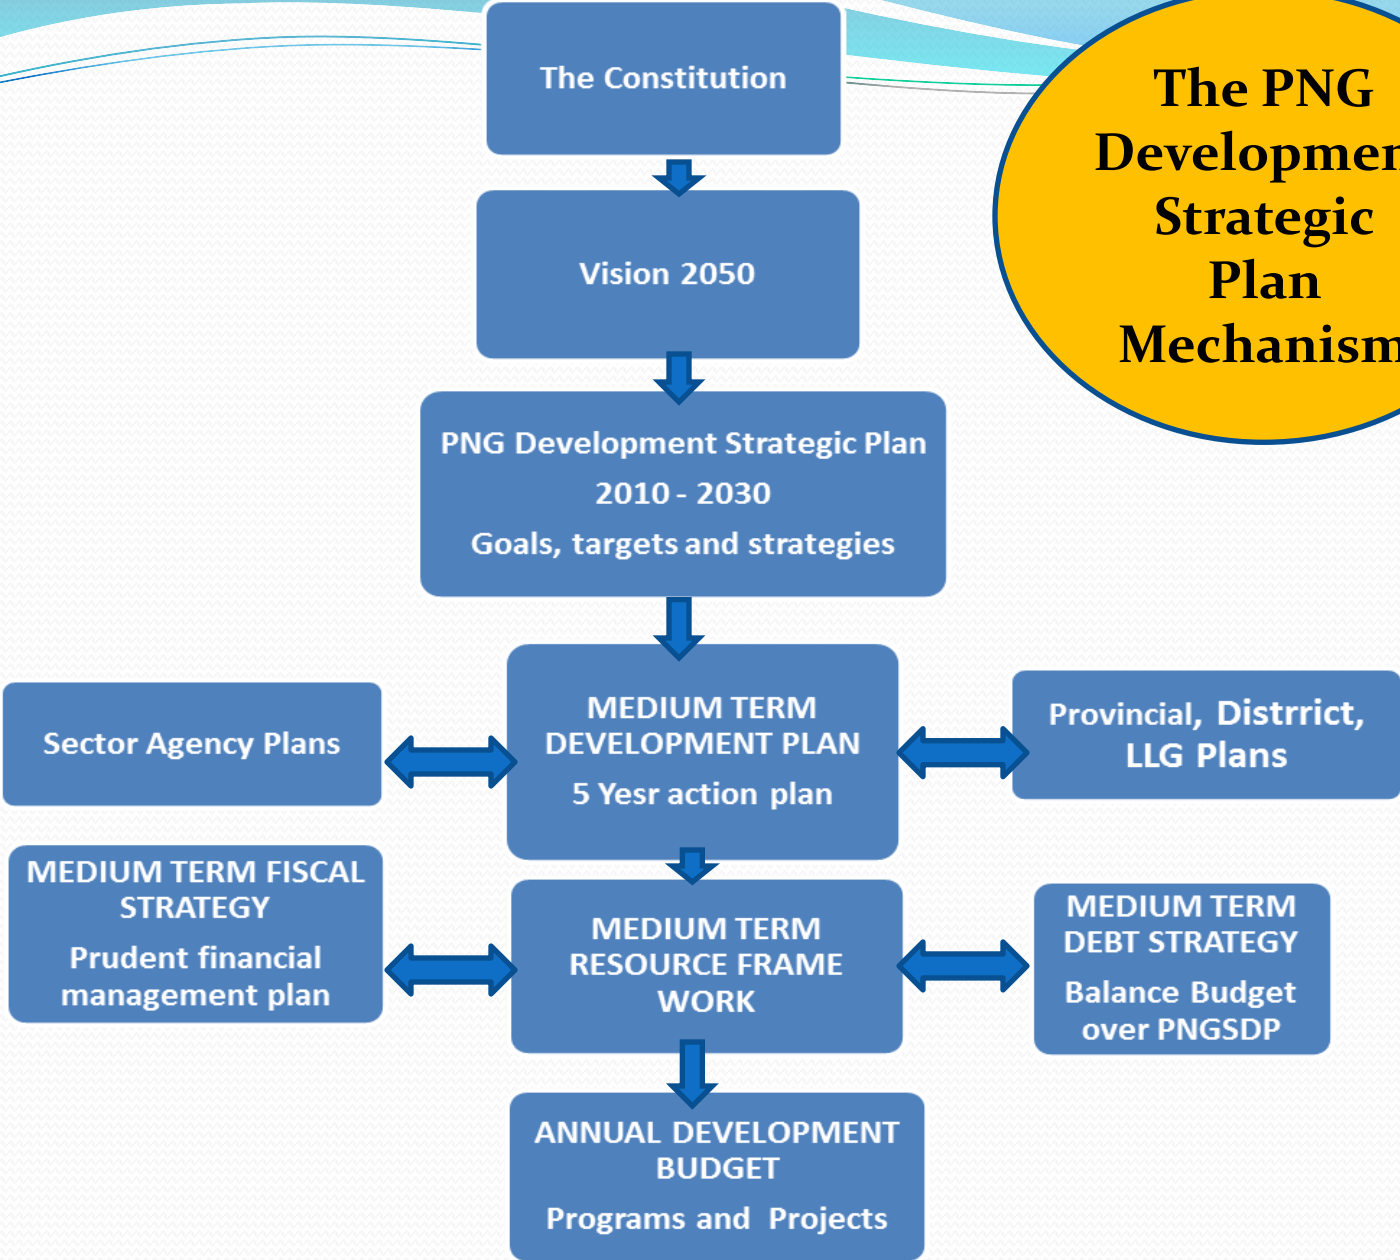 The Constitution
The PNG
Developmen
Strategic
Plan
Mechanism
Vision 2050
PNG Development Strategic Plan
2010 - 2030
Goals, targets and strategies
Sector Agency Plans
MEDIUM TERM
DEVELOPMENT PLAN
5 Yesr action plan
Provincial, Distrrict,
LLG Plans
MEDIUM TERM FISCAL
STRATEGY
Prudent financial
management plan
MEDIUM TERM
RESOURCE FRAME
WORK
MEDIUM TERM
DEBT STRATEGY
Balance Budget
over PNGSDP
ANNUAL DEVELOPMENT
BUDGET
Programs and Projects